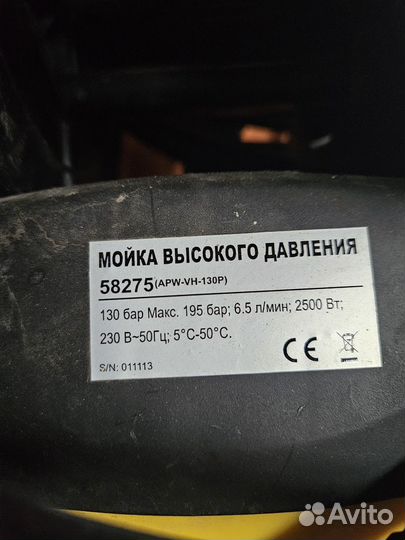 МОЙКА ВЫСОКОГО ДАВЛЕНИЯ
58275(APW-VH-130P)
130 бар Макс. 195 бар; 6.5 л/мин; 2500 Вт;
230 В~50Гц; 5°C-50°C.
CE
S/N: 011113
Avito